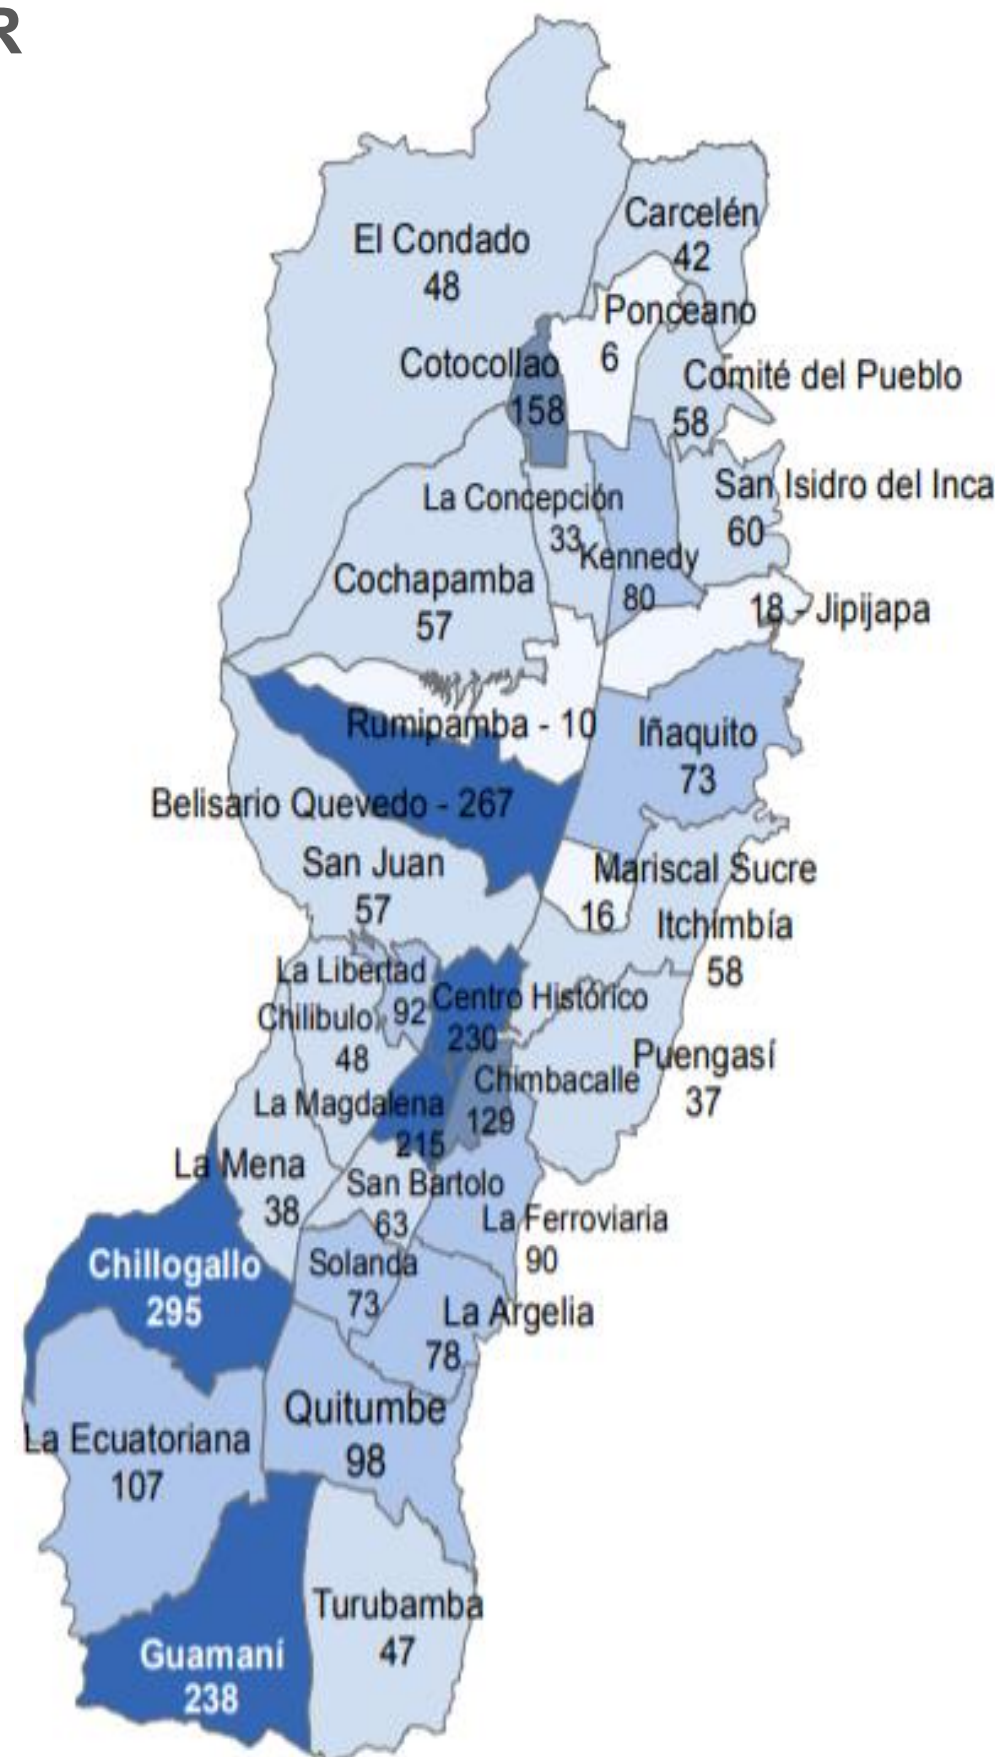 R
El Condado
48
Carcelén
42
Ponceano
6
Cotocollao
158
Comité del Pueblo
58
La Concepción
33
San Isidro del Inca
60
Kennedy
80
Cochapamba
57
18 - Jipijapa
Rumipamba - 10
Iñaquito
73
Belisario Quevedo - 267
San Juan
57
Mariscal Sucre
16
Itchimbía
58
La Libertad
92
Centro Histórico
230
Chilibulo
48
Puengasí
37
Chimbacalle
129
La Magdalena
215
La Mena
38
San Bartolo
63
La Ferroviaria
90
Chillogallo
295
Solanda
73
La Argelia
78
Quitumbe
98
La Ecuatoriana
107
Turubamba
47
Guamaní
238